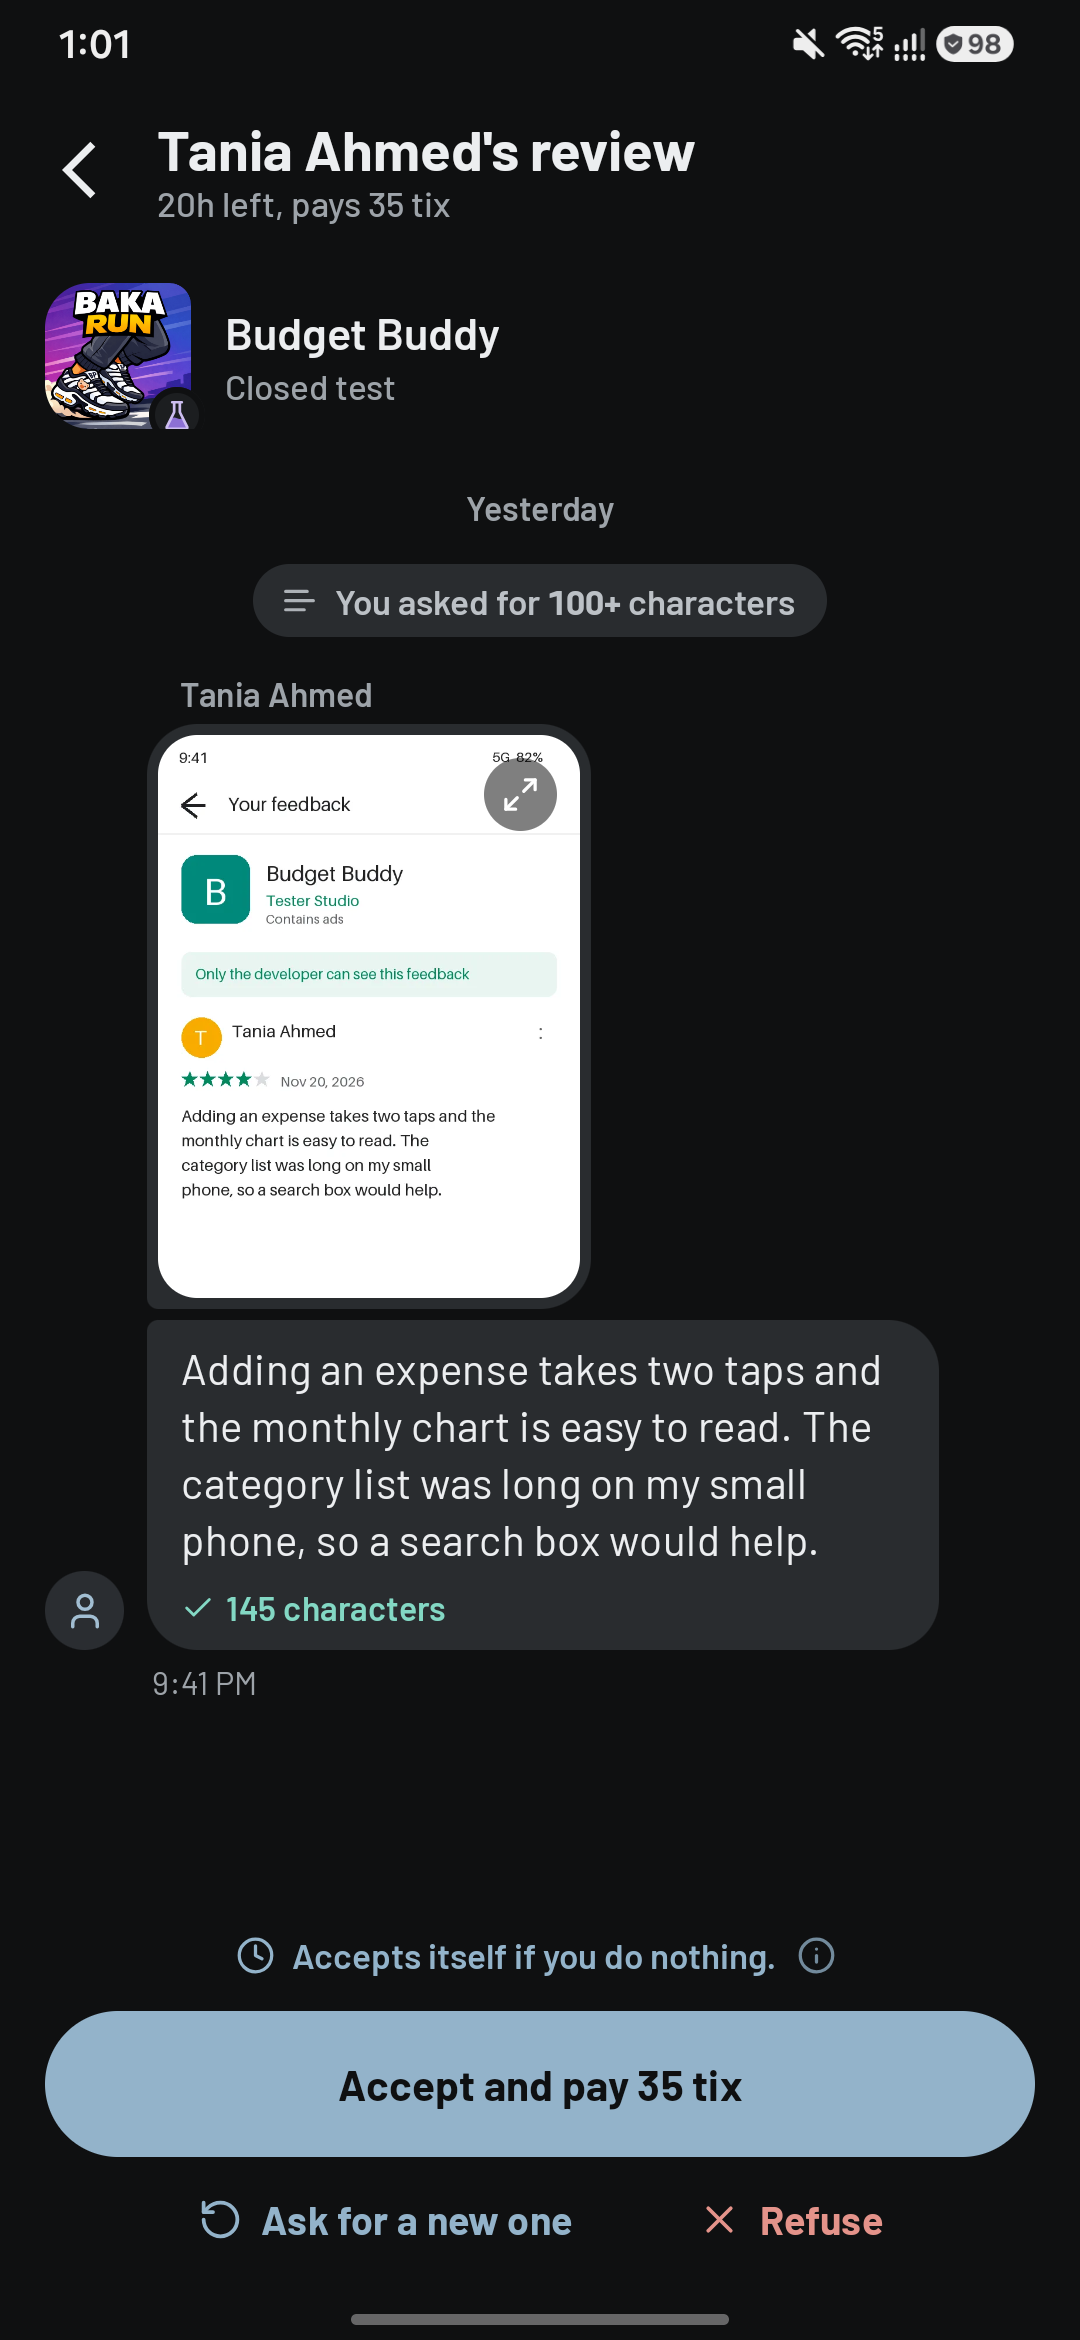 1:01
5
98
Tania Ahmed's review
20h left, pays 35 tix
BAKA
RUN
Budget Buddy
Closed test
Yesterday
You asked for 100+ characters
Tania Ahmed
9:41
5G 82%
Your feedback
B
Budget Buddy
Tester Studio
Contains ads
Only the developer can see this feedback
T
Tania Ahmed
Nov 20, 2026
Adding an expense takes two taps and the
monthly chart is easy to read. The
category list was long on my small
phone, so a search box would help.
Adding an expense takes two taps and
the monthly chart is easy to read. The
category list was long on my small
phone, so a search box would help.
145 characters
9:41 PM
Accepts itself if you do nothing.
Accept and pay 35 tix
Ask for a new one
Refuse